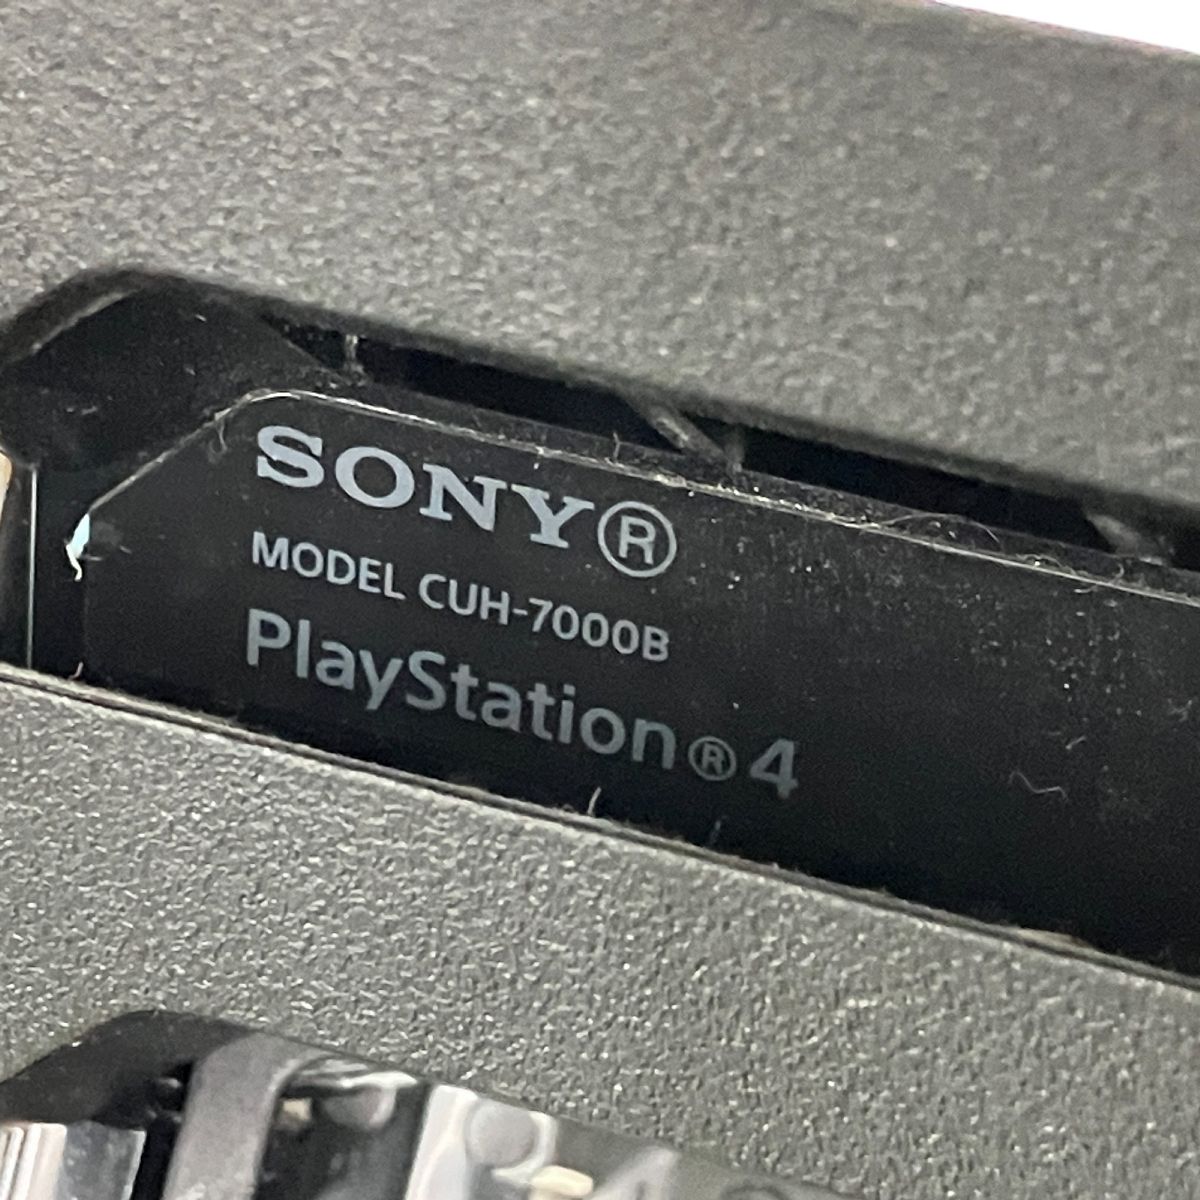 SONY®
MODEL CUH-7000B
PlayStation®4